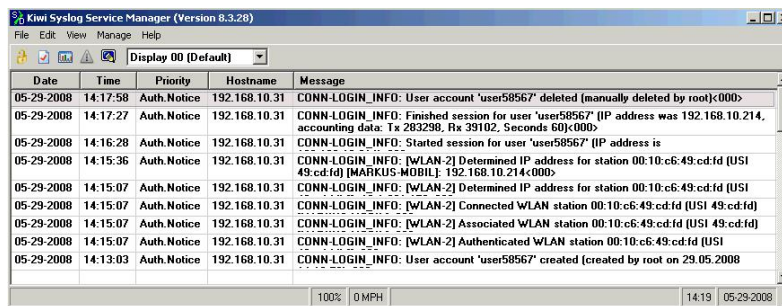 Kiwi Syslog Service Manager (Version 8.3.28)
File Edit View Manage Help
Display 00 (Default)
Date Time Priority Hostname Message
05-29-2008 14:17:58 Auth.Notice 192.168.10.31 CONN-LOGIN_INFO: User account 'user58567' deleted (manually deleted by root)<000>
05-29-2008 14:17:27 Auth.Notice 192.168.10.31 CONN-LOGIN_INFO: Finished session for user 'user58567' (IP address was 192.168.10.214,
accounting data: Tx 283298, Rx 39102, Seconds 60)<000>
05-29-2008 14:16:28 Auth.Notice 192.168.10.31 CONN-LOGIN_INFO: Started session for user 'user58567' (IP address is
05-29-2008 14:15:36 Auth.Notice 192.168.10.31 CONN-LOGIN_INFO: [WLAN-2] Determined IP address for station 00:10:c6:49:cd:fd (USI
49:cd:fd) [MARKUS-MOBIL]: 192.168.10.214<000>
05-29-2008 14:15:07 Auth.Notice 192.168.10.31 CONN-LOGIN_INFO: [WLAN-2] Determined IP address for station 00:10:c6:49:cd:fd (USI
05-29-2008 14:15:07 Auth.Notice 192.168.10.31 CONN-LOGIN_INFO: [WLAN-2] Connected WLAN station 00:10:c6:49:cd:fd (USI 49:cd:fd)
05-29-2008 14:15:07 Auth.Notice 192.168.10.31 CONN-LOGIN_INFO: [WLAN-2] Associated WLAN station 00:10:c6:49:cd:fd (USI 49:cd:fd)
05-29-2008 14:15:07 Auth.Notice 192.168.10.31 CONN-LOGIN_INFO: [WLAN-2] Authenticated WLAN station 00:10:c6:49:cd:fd (USI
05-29-2008 14:13:03 Auth.Notice 192.168.10.31 CONN-LOGIN_INFO: User account 'user58567' created (created by root on 29.05.2008
100% 0 MPH 14:19 05-29-2008